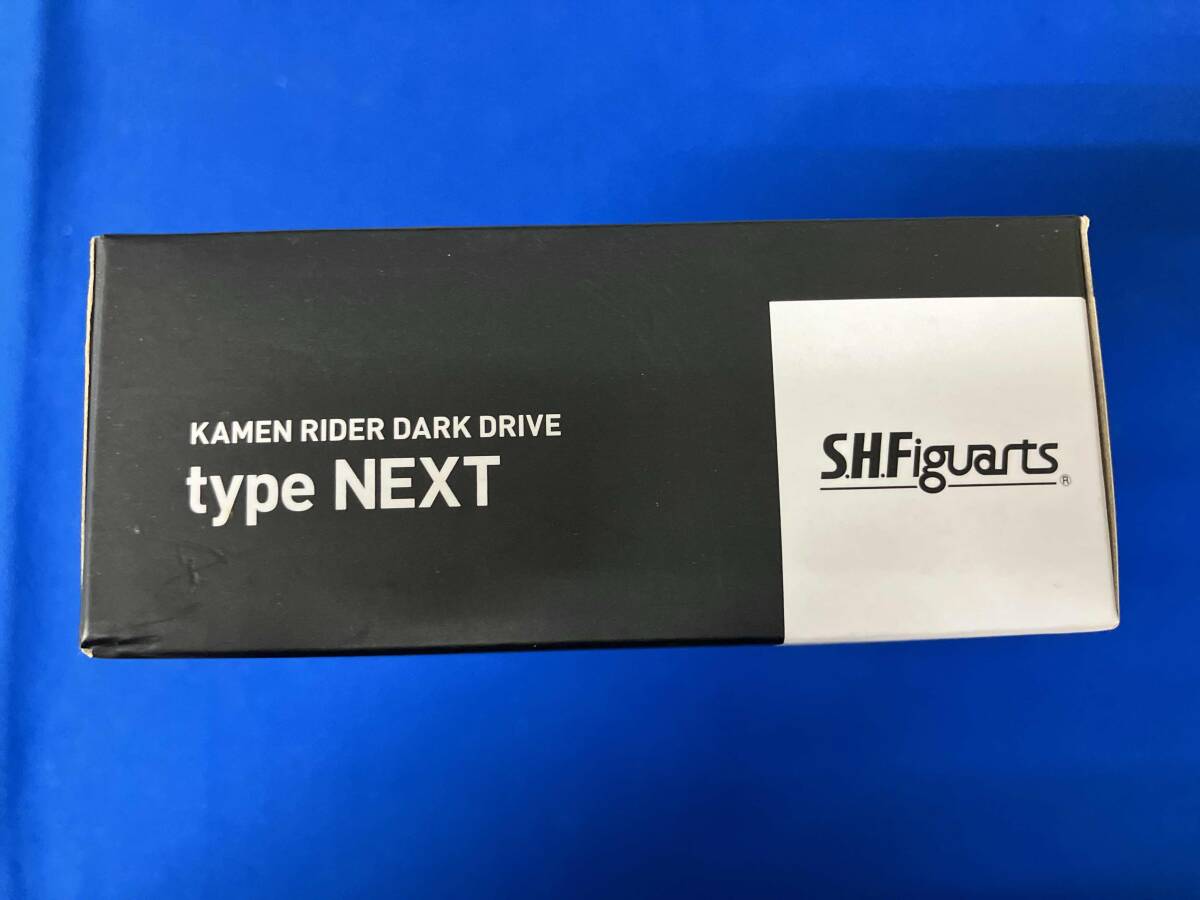 KAMEN RIDER DARK DRIVE
type NEXT
S.H.Figuarts®